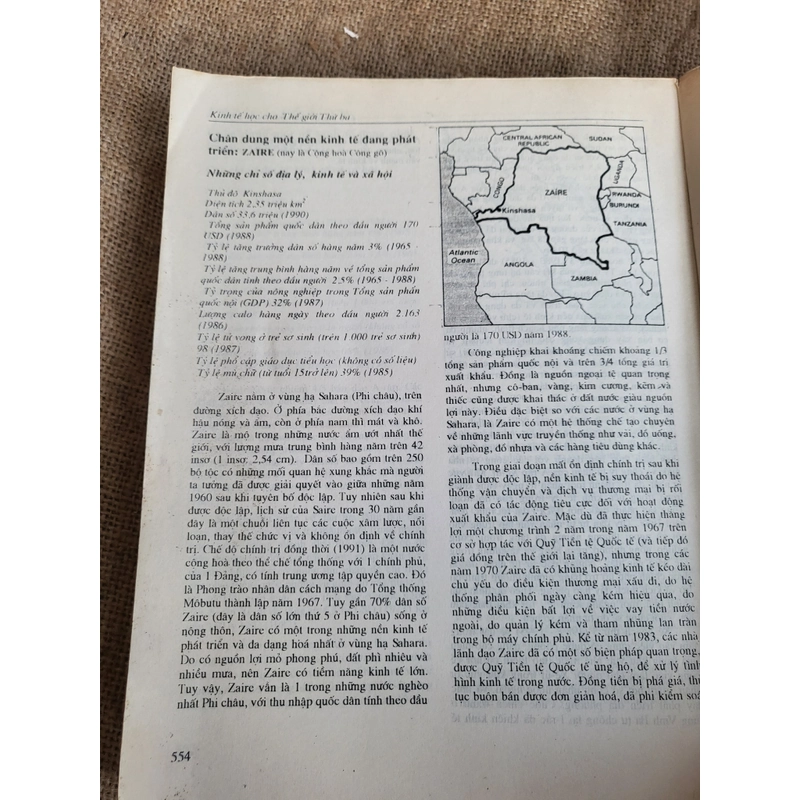 Kinh tế học cho Thế giới Thứ ba
Chân dung một nền kinh tế đang phát
triển: ZAIRE (nay là Cộng hoà Công gô)
Những chỉ số địa lý, kinh tế và xã hội
Thủ đô Kinshasa
Diện tích 2,35 triệu km²
Dân số 33,6 triệu (1990)
Tổng sản phẩm quốc dân theo đầu người 170
USD (1988)
Tỷ lệ tăng trưởng dân số hàng năm 3% (1965 -
1988)
Tỷ lệ tăng trung bình hàng năm về tổng sản phẩm
quốc dân tính theo đầu người 2,5% (1965 - 1988)
Tỷ trọng của nông nghiệp trong Tổng sản phẩn
quốc nội (GDP) 32% (1987)
Lượng calo hàng ngày theo đầu người 2.163
(1986)
Tỷ lệ tử vong ở trẻ sơ sinh (trên 1 000 trẻ sơ sinh)
98 (1987)
Tỷ lệ phổ cập giáo dục tiểu học (không có số liệu)
Tỷ lệ mù chữ (từ tuổi 15 trở lên) 39% (1985)
Zaire nằm ở vùng hạ Sahara (Phi châu), trên
đường xích đạo. Ở phía bắc đường xích đạo khí
hậu nóng và ẩm, còn ở phía nam thì mát và khô.
Zaire là mộ trong những nước ẩm ướt nhất thế
giới, với lượng mưa trung bình hàng năm trên 42
insơ (1 insơ: 2,54 cm). Dân số bao gồm trên 250
bộ tộc có những mối quan hệ xung khắc mà người
ta tưởng đã được giải quyết vào giữa những năm
1960 sau khi tuyên bố độc lập. Tuy nhiên sau khi
được độc lập, lịch sử của Saire trong 30 năm gần
đây là một chuỗi liên tục các cuộc xâm lược, nổi
loạn, thay thế chức vị và không ổn định về chính
trị. Chế độ chính trị đồng thời (1991) là một nước
cộng hoà theo thể chế tổng thống với 1 chính phủ,
của 1 Đảng, có tính trung ương tập quyền cao. Đó
là Phong trào nhân dân cách mạng do Tổng thống
Môbutu thành lập năm 1967. Tuy gần 70% dân số
Zaire (đây là dân số lớn thứ 5 ở Phi châu) sống ở
nông thôn, Zaire có một trong những nền kinh tế
phát triển và đa dạng hoá nhất ở vùng hạ Sahara.
Do có nguồn lợi mỏ phong phú, đất phì nhiêu và
nhiều mưa, nên Zaire có tiềm năng kinh tế lớn.
Tuy vậy, Zaire vẫn là 1 trong những nước nghèo
nhất Phi châu, với thu nhập quốc dân tính theo đầu
554
CENTRAL AFRICAN
REPUBLIC
SUDAN
CONGO
UGANDA
ZAÏRE
RWANDA
BURUNDI
Kinshasa
TANZANIA
Atlantic
Ocean
ANGOLA
ZAMBIA
người là 170 USD năm 1988.
Công nghiệp khai khoáng chiếm khoảng 1/3
tổng sản phẩm quốc nội và trên 3/4 tổng giá trị
xuất khẩu. Đồng là nguồn ngoại tệ quan trọng
nhất, nhưng cô-ban, vàng, kim cương, kẽm và
thiếc cũng được khai thác ở đất nước giàu nguồn
lợi này. Điều đặc biệt so với các nước ở vùng hạ
Sahara, là Zaire có một hệ thống chế tạo chuyên
về những lãnh vực truyền thống như vải, đồ uống,
xà phòng, đồ nhựa và các hàng tiêu dùng khác.
Trong giai đoạn mất ổn định chính trị sau khi
giành được độc lập, nền kinh tế bị suy thoái do hệ
thống vận chuyển và dịch vụ thương mại bị rối
loạn đã có tác động tiêu cực đối với hoạt động
xuất khẩu của Zaire. Mặc dù đã thực hiện thắng
lợi một chương trình 2 năm trong năm 1967 trên
cơ sở hợp tác với Quỹ Tiền tệ Quốc tế (và tiếp đó
giá đồng trên thế giới lại tăng), nhưng trong các
năm 1970 Zaire đã có khủng hoảng kinh tế kéo dài
chủ yếu do điều kiện thương mại xấu đi, do hệ
thống phân phối ngày càng kém hiệu quả, do
những điều kiện bất lợi về việc vay tiền nước
ngoài, do quản lý kém và tham nhũng lan tràn
trong bộ máy chính phủ. Kể từ năm 1983, các nhà
lãnh đạo Zaire đã có một số biện pháp quan trọng,
được Quỹ Tiền tệ Quốc tế ủng hộ, để xử lý tình
hình kinh tế trong nước. Đồng tiền bị phá giá, thủ
tục buôn bán được đơn giản hoá, đã phi kiểm soá